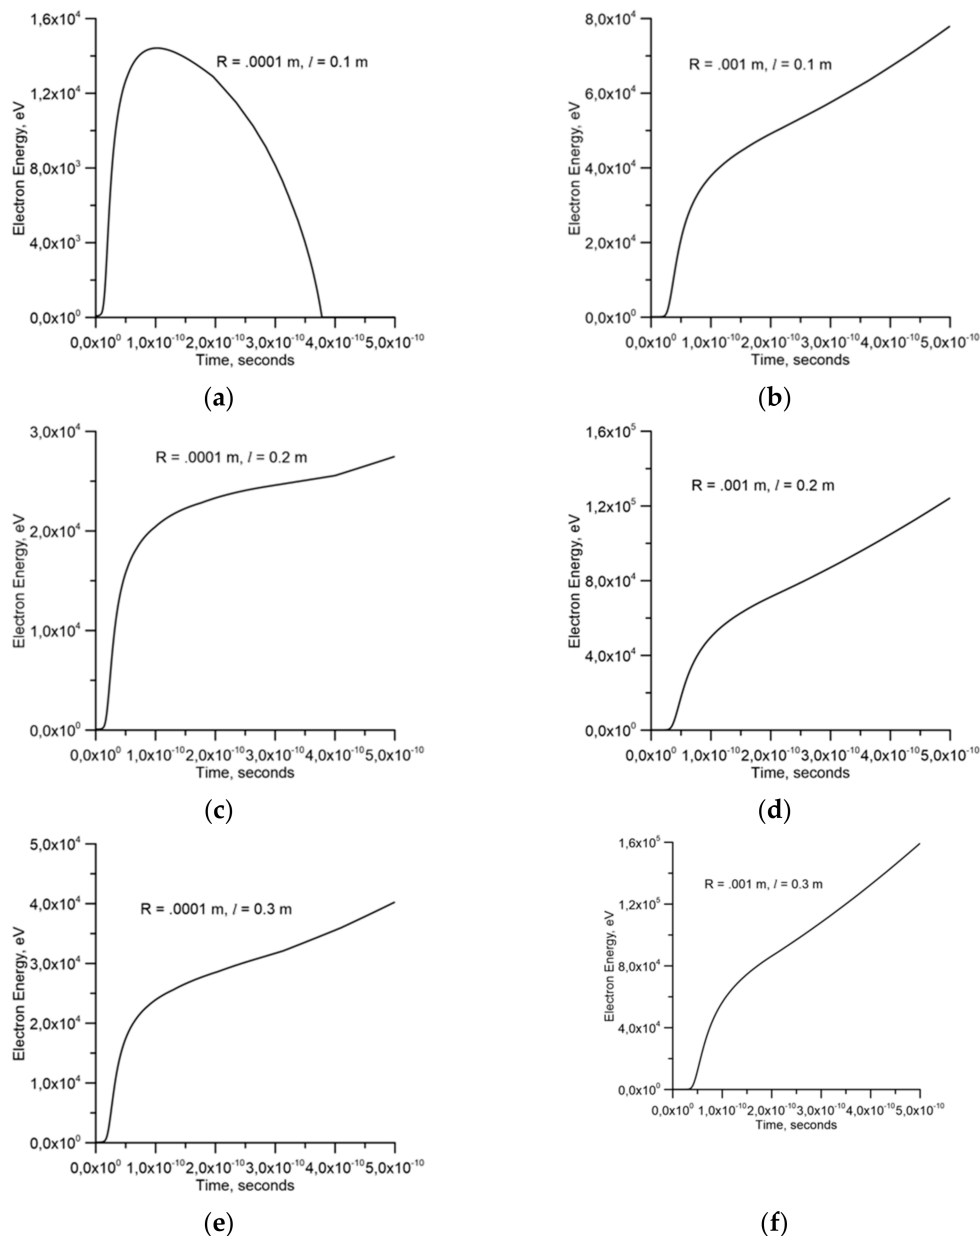 1,6x10⁴
1,2x10⁴
8,0x10³
4,0x10³
0,0x10⁰
Electron Energy, eV
R = .0001 m, l = 0.1 m
0,0x10⁰ 1,0x10⁻¹⁰ 2,0x10⁻¹⁰ 3,0x10⁻¹⁰ 4,0x10⁻¹⁰ 5,0x10⁻¹⁰
Time, seconds
(a)
8,0x10⁴
6,0x10⁴
4,0x10⁴
2,0x10⁴
0,0x10⁰
Electron Energy, eV
R = .001 m, l = 0.1 m
0,0x10⁰ 1,0x10⁻¹⁰ 2,0x10⁻¹⁰ 3,0x10⁻¹⁰ 4,0x10⁻¹⁰ 5,0x10⁻¹⁰
Time, seconds
(b)
3,0x10⁴
2,0x10⁴
1,0x10⁴
0,0x10⁰
Electron Energy, eV
R = .0001 m, l = 0.2 m
0,0x10⁰ 1,0x10⁻¹⁰ 2,0x10⁻¹⁰ 3,0x10⁻¹⁰ 4,0x10⁻¹⁰ 5,0x10⁻¹⁰
Time, seconds
(c)
1,6x10⁵
1,2x10⁵
8,0x10⁴
4,0x10⁴
0,0x10⁰
Electron Energy, eV
R = .001 m, l = 0.2 m
0,0x10⁰ 1,0x10⁻¹⁰ 2,0x10⁻¹⁰ 3,0x10⁻¹⁰ 4,0x10⁻¹⁰ 5,0x10⁻¹⁰
Time, seconds
(d)
5,0x10⁴
4,0x10⁴
3,0x10⁴
2,0x10⁴
1,0x10⁴
0,0x10⁰
Electron Energy, eV
R = .0001 m, l = 0.3 m
0,0x10⁰ 1,0x10⁻¹⁰ 2,0x10⁻¹⁰ 3,0x10⁻¹⁰ 4,0x10⁻¹⁰ 5,0x10⁻¹⁰
Time, seconds
(e)
1,6x10⁵
1,2x10⁵
8,0x10⁴
4,0x10⁴
0,0x10⁰
Electron Energy, eV
R = .001 m, l = 0.3 m
0,0x10⁰ 1,0x10⁻¹⁰ 2,0x10⁻¹⁰ 3,0x10⁻¹⁰ 4,0x10⁻¹⁰ 5,0x10⁻¹⁰
Time, seconds
(f)